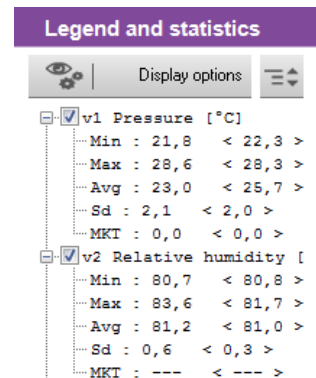 Legend and statistics
Display options
v1 Pressure [°C]
Min : 21,8 < 22,3 >
Max : 28,6 < 28,3 >
Avg : 23,0 < 25,7 >
Sd : 2,1 < 2,0 >
MKT : 0,0 < 0,0 >
v2 Relative humidity [
Min : 80,7 < 80,8 >
Max : 83,6 < 81,7 >
Avg : 81,2 < 81,0 >
Sd : 0,6 < 0,3 >
MKT : --- < --- >